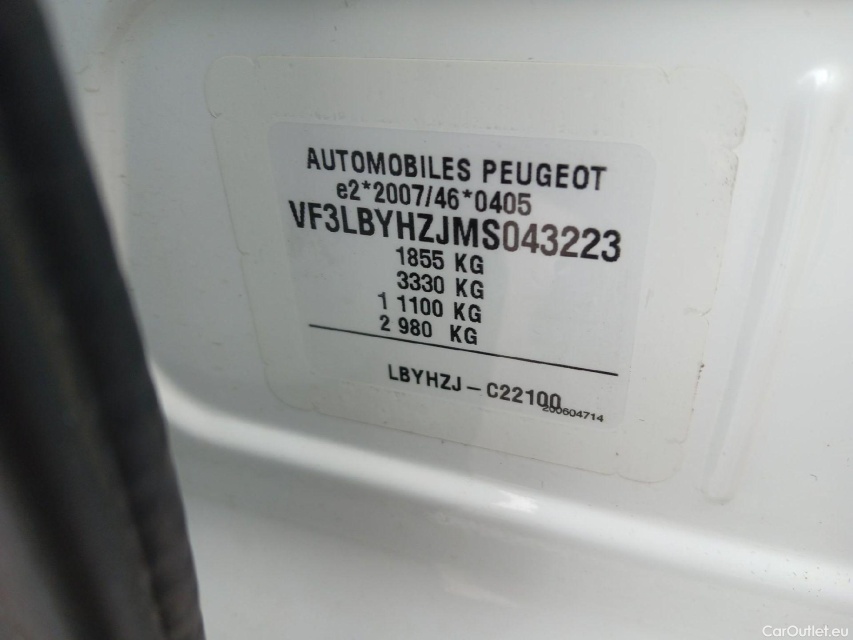 AUTOMOBILES PEUGEOT
e2*2007/46*0405
VF3LBYHZJMS043223
1855 KG
3330 KG
1 1100 KG
2 980 KG
LBYHZJ-C22100
200604714
CarOutlet.eu